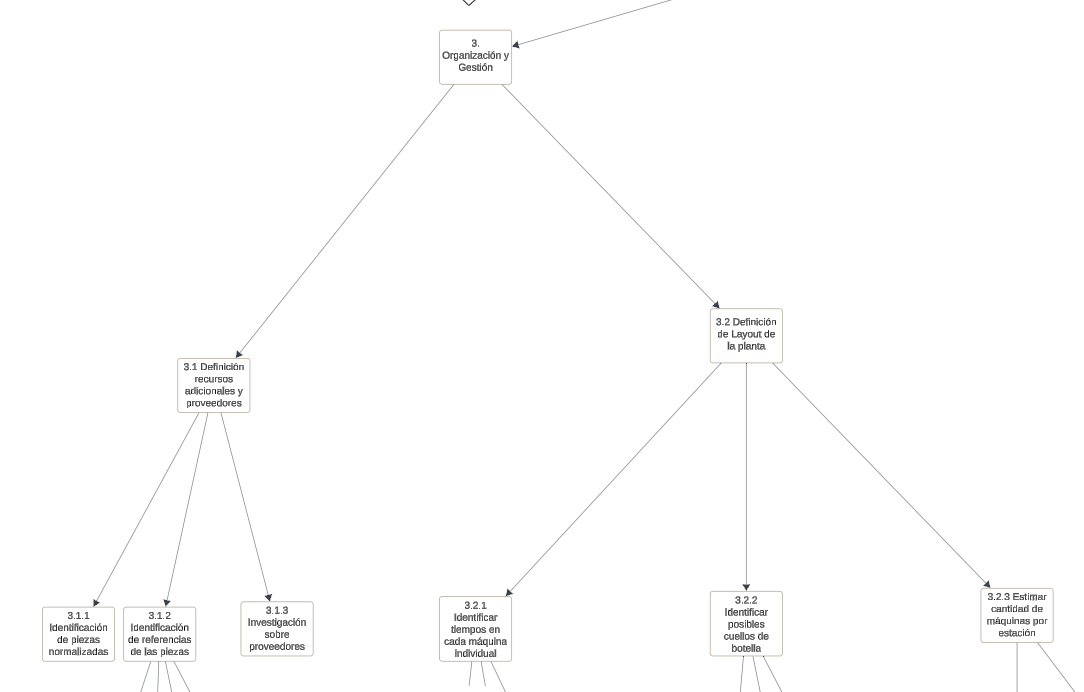 3.
Organización y
Gestión
3.2 Definición
de Layout de
la planta
3.1 Definición
recursos
adicionales y
proveedores
3.1.1
Identificación
de piezas
normalizadas
3.1.2
Identificación
de referencias
de las piezas
3.1.3
Investigación
sobre
proveedores
3.2.1
Identificar
tiempos en
cada máquina
individual
3.2.2
Identificar
posibles
cuellos de
botella
3.2.3 Estimar
cantidad de
máquinas por
estación